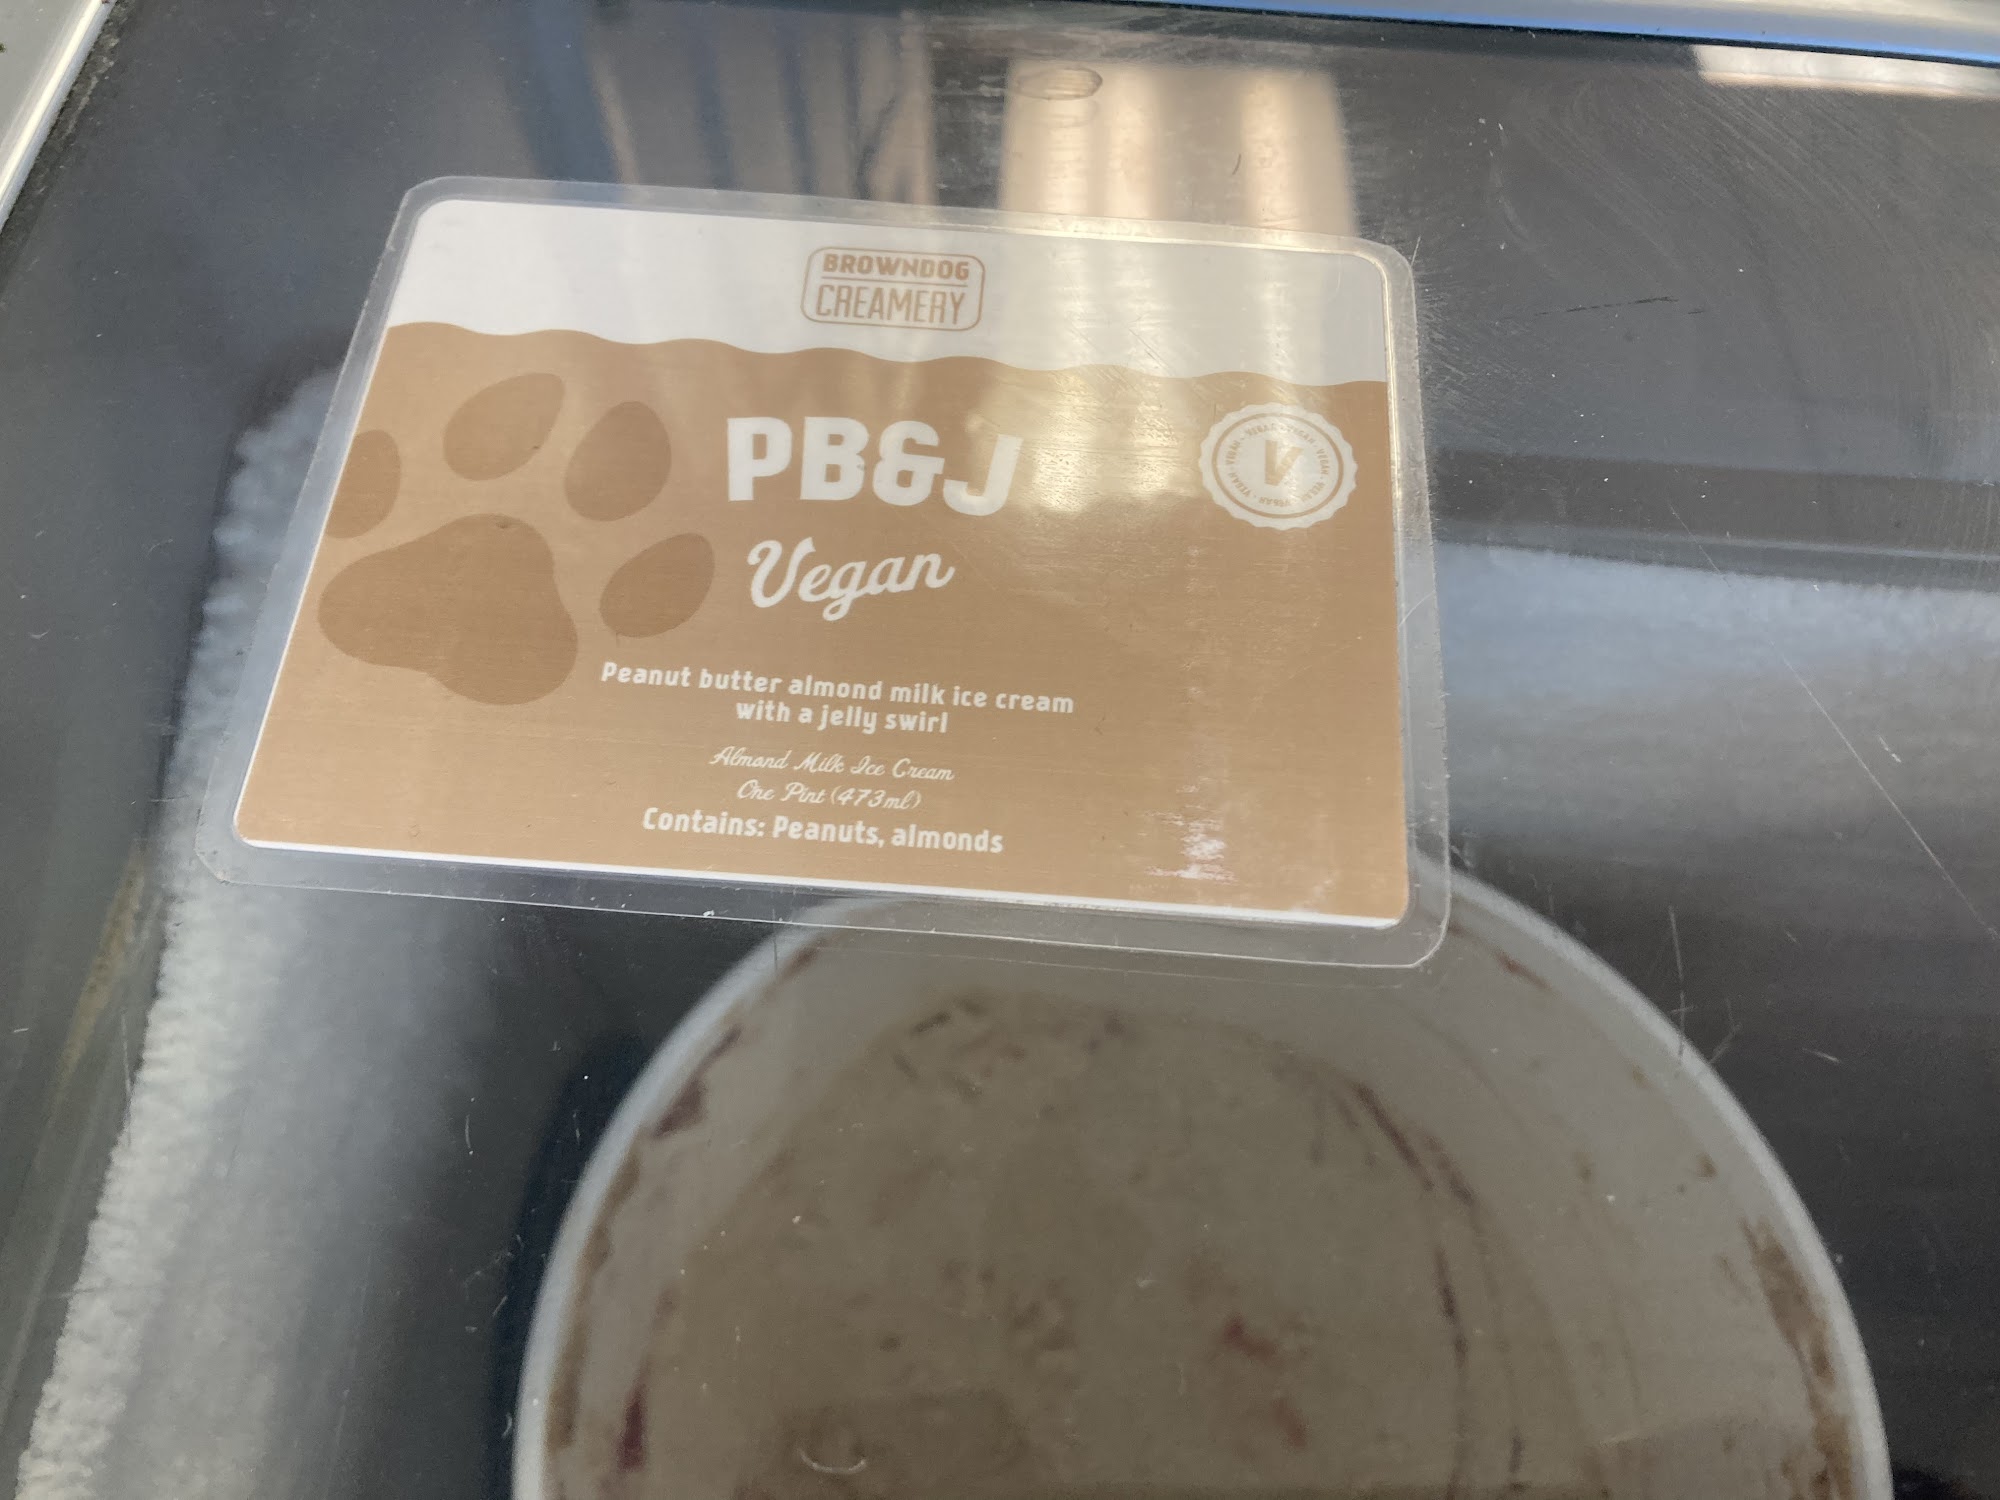 BROWNDOG
CREAMERY
PB&J
Vegan
V
Peanut butter almond milk ice cream
with a jelly swirl
Almond Milk Ice Cream
One Pint (473ml)
Contains: Peanuts, almonds